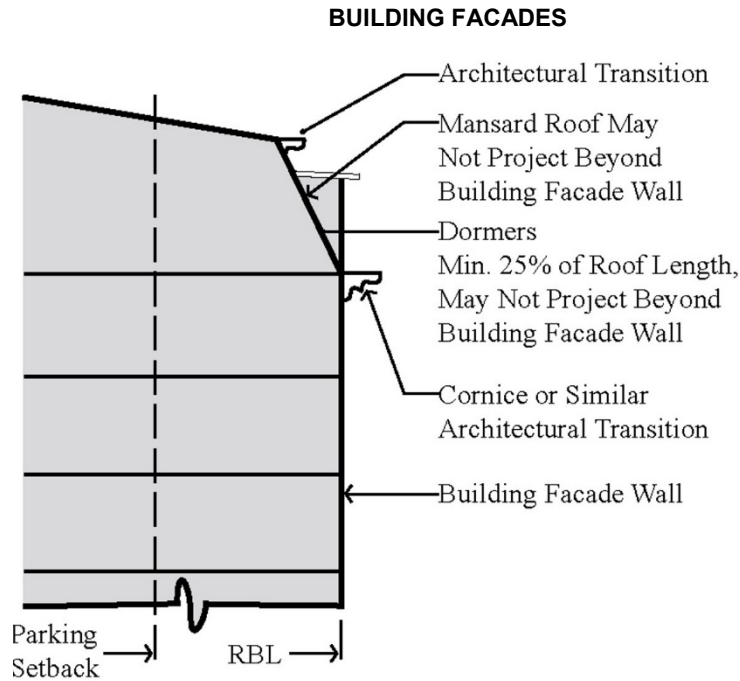 BUILDING FACADES
Architectural Transition
Mansard Roof May
Not Project Beyond
Building Facade Wall
Dormers
Min. 25% of Roof Length,
May Not Project Beyond
Building Facade Wall
Cornice or Similar
Architectural Transition
Building Facade Wall
Parking
Setback
RBL